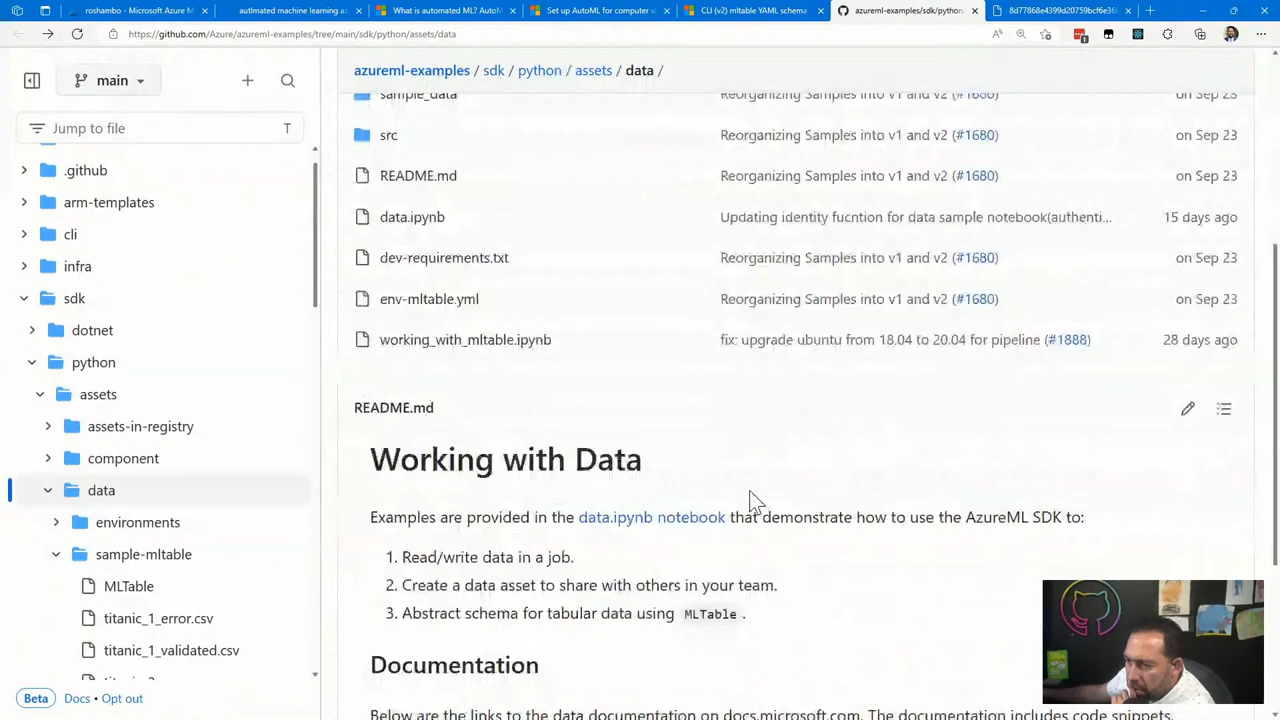 roshambo - Microsoft Azure M
autlmated machine learning az
What is automated ML? AutoM
Set up AutoML for computer v
CLI (v2) mltable YAML schema
azureml-examples/sdk/python
8d77868e4399d20759bcf6e36
https://github.com/Azure/azureml-examples/tree/main/sdk/python/assets/data
1
main
Jump to file
T
.github
arm-templates
cli
infra
sdk
dotnet
python
assets
assets-in-registry
component
data
environments
sample-mltable
MLTable
titanic_1_error.csv
titanic_1_validated.csv
Beta Docs • Opt out
azureml-examples / sdk / python / assets / data /
sample_data Reorganizing Samples into v1 and v2 (#1680) on Sep 23
src Reorganizing Samples into v1 and v2 (#1680) on Sep 23
README.md Reorganizing Samples into v1 and v2 (#1680) on Sep 23
data.ipynb Updating identity fucntion for data sample notebook(authenti... 15 days ago
dev-requirements.txt Reorganizing Samples into v1 and v2 (#1680) on Sep 23
env-mltable.yml Reorganizing Samples into v1 and v2 (#1680) on Sep 23
working_with_mltable.ipynb fix: upgrade ubuntu from 18.04 to 20.04 for pipeline (#1888) 28 days ago
README.md
Working with Data
Examples are provided in the data.ipynb notebook that demonstrate how to use the AzureML SDK to:
1. Read/write data in a job.
2. Create a data asset to share with others in your team.
3. Abstract schema for tabular data using MLTable .
Documentation
Below are the links to the data documentation on docs.microsoft.com. The documentation includes code snippets.